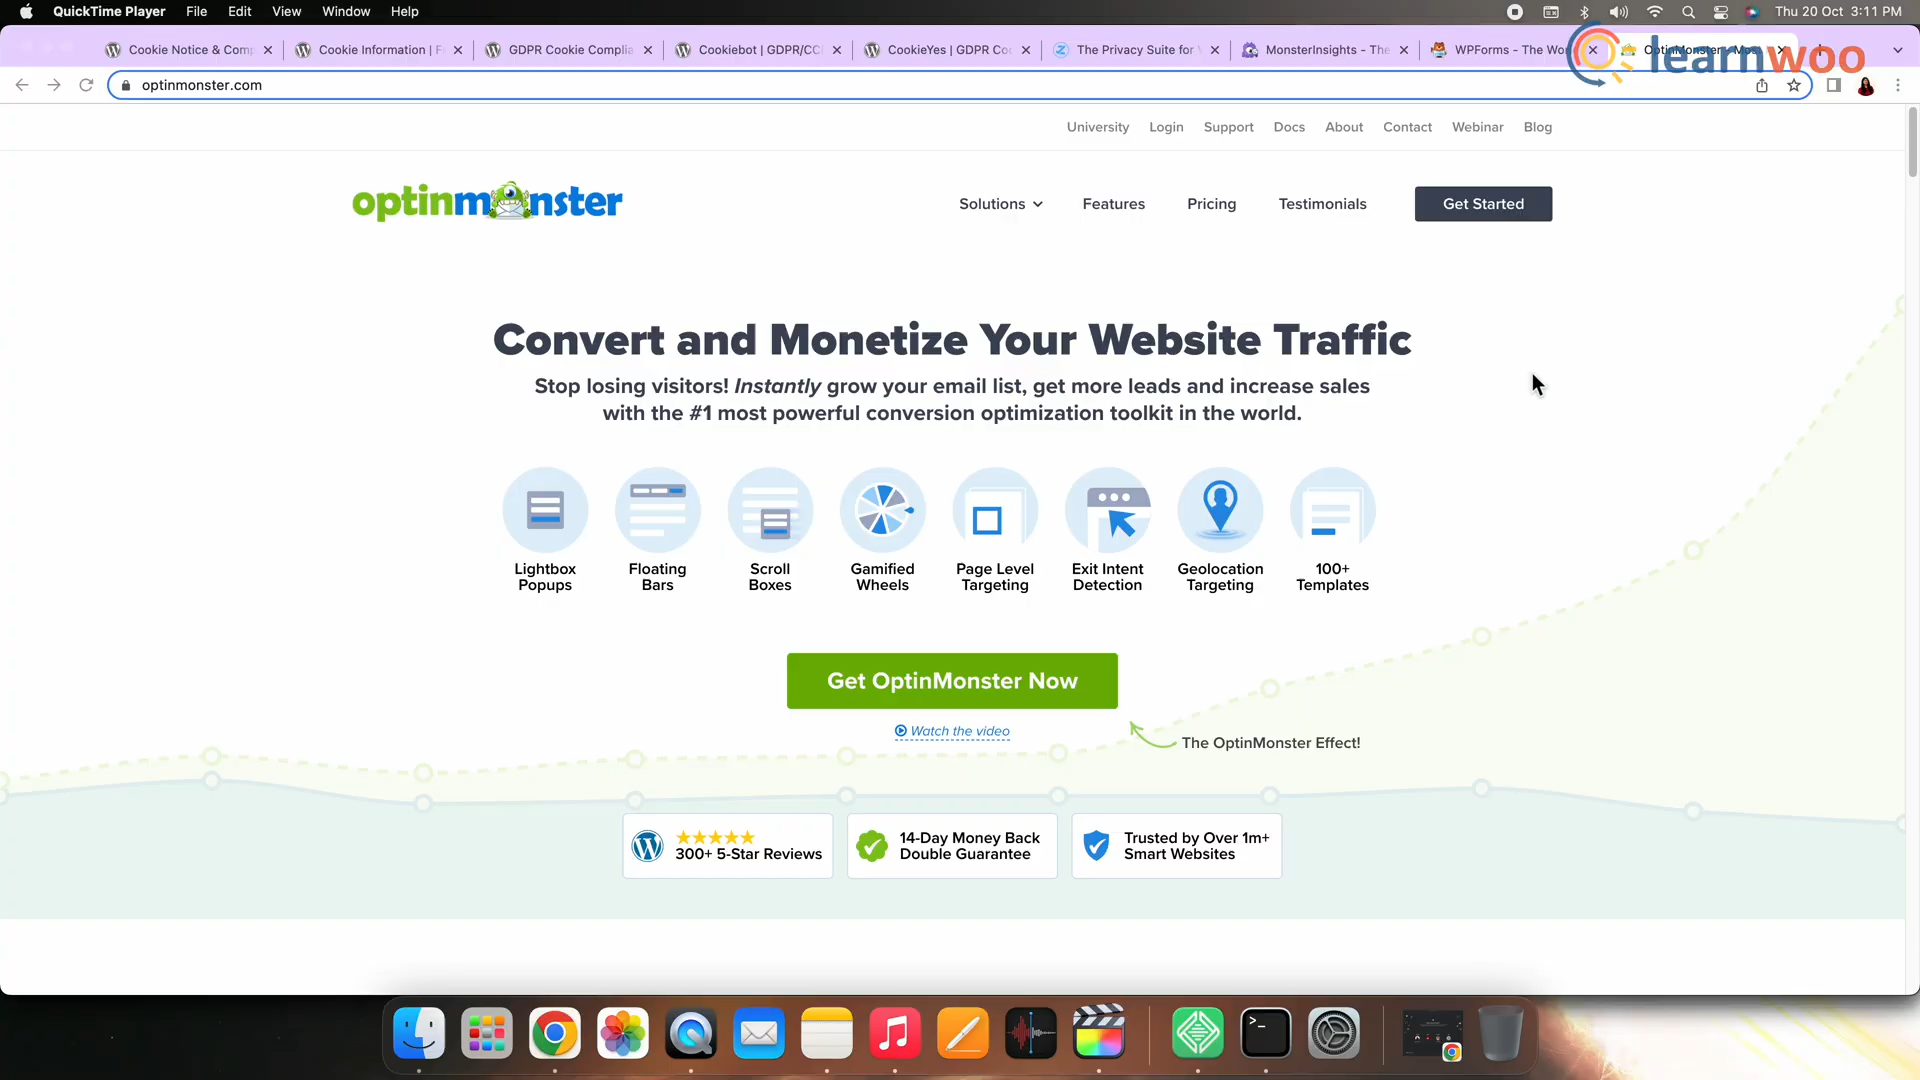 QuickTime Player File Edit View Window Help
Thu 20 Oct 3:11 PM
Cookie Notice & Com
Cookie Information | F
GDPR Cookie Complia
Cookiebot | GDPR/CC
CookieYes | GDPR Co
The Privacy Suite for
MonsterInsights - The
WPForms - The Wor
OptinMonster - Mos
learnwoo
optinmonster.com
University Login Support Docs About Contact Webinar Blog
optinmonster
Solutions Features Pricing Testimonials Get Started
Convert and Monetize Your Website Traffic
Stop losing visitors! Instantly grow your email list, get more leads and increase sales
with the #1 most powerful conversion optimization toolkit in the world.
Lightbox
Popups
Floating
Bars
Scroll
Boxes
Gamified
Wheels
Page Level
Targeting
Exit Intent
Detection
Geolocation
Targeting
100+
Templates
Get OptinMonster Now
Watch the video
The OptinMonster Effect!
300+ 5-Star Reviews
14-Day Money Back
Double Guarantee
Trusted by Over 1m+
Smart Websites